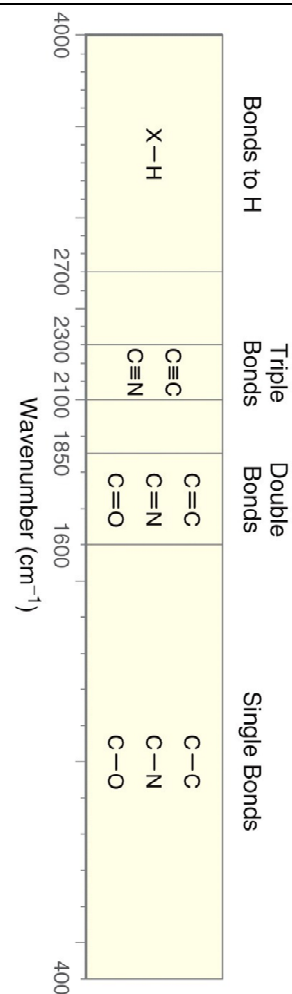 Bonds to H
Triple
Bonds
Double
Bonds
Single Bonds
X—H
C≡C
C≡N
C=C
C=N
C=O
C—C
C—N
C—O
4000
2700
2300
2100
1850
1600
400
Wavenumber (cm⁻¹)